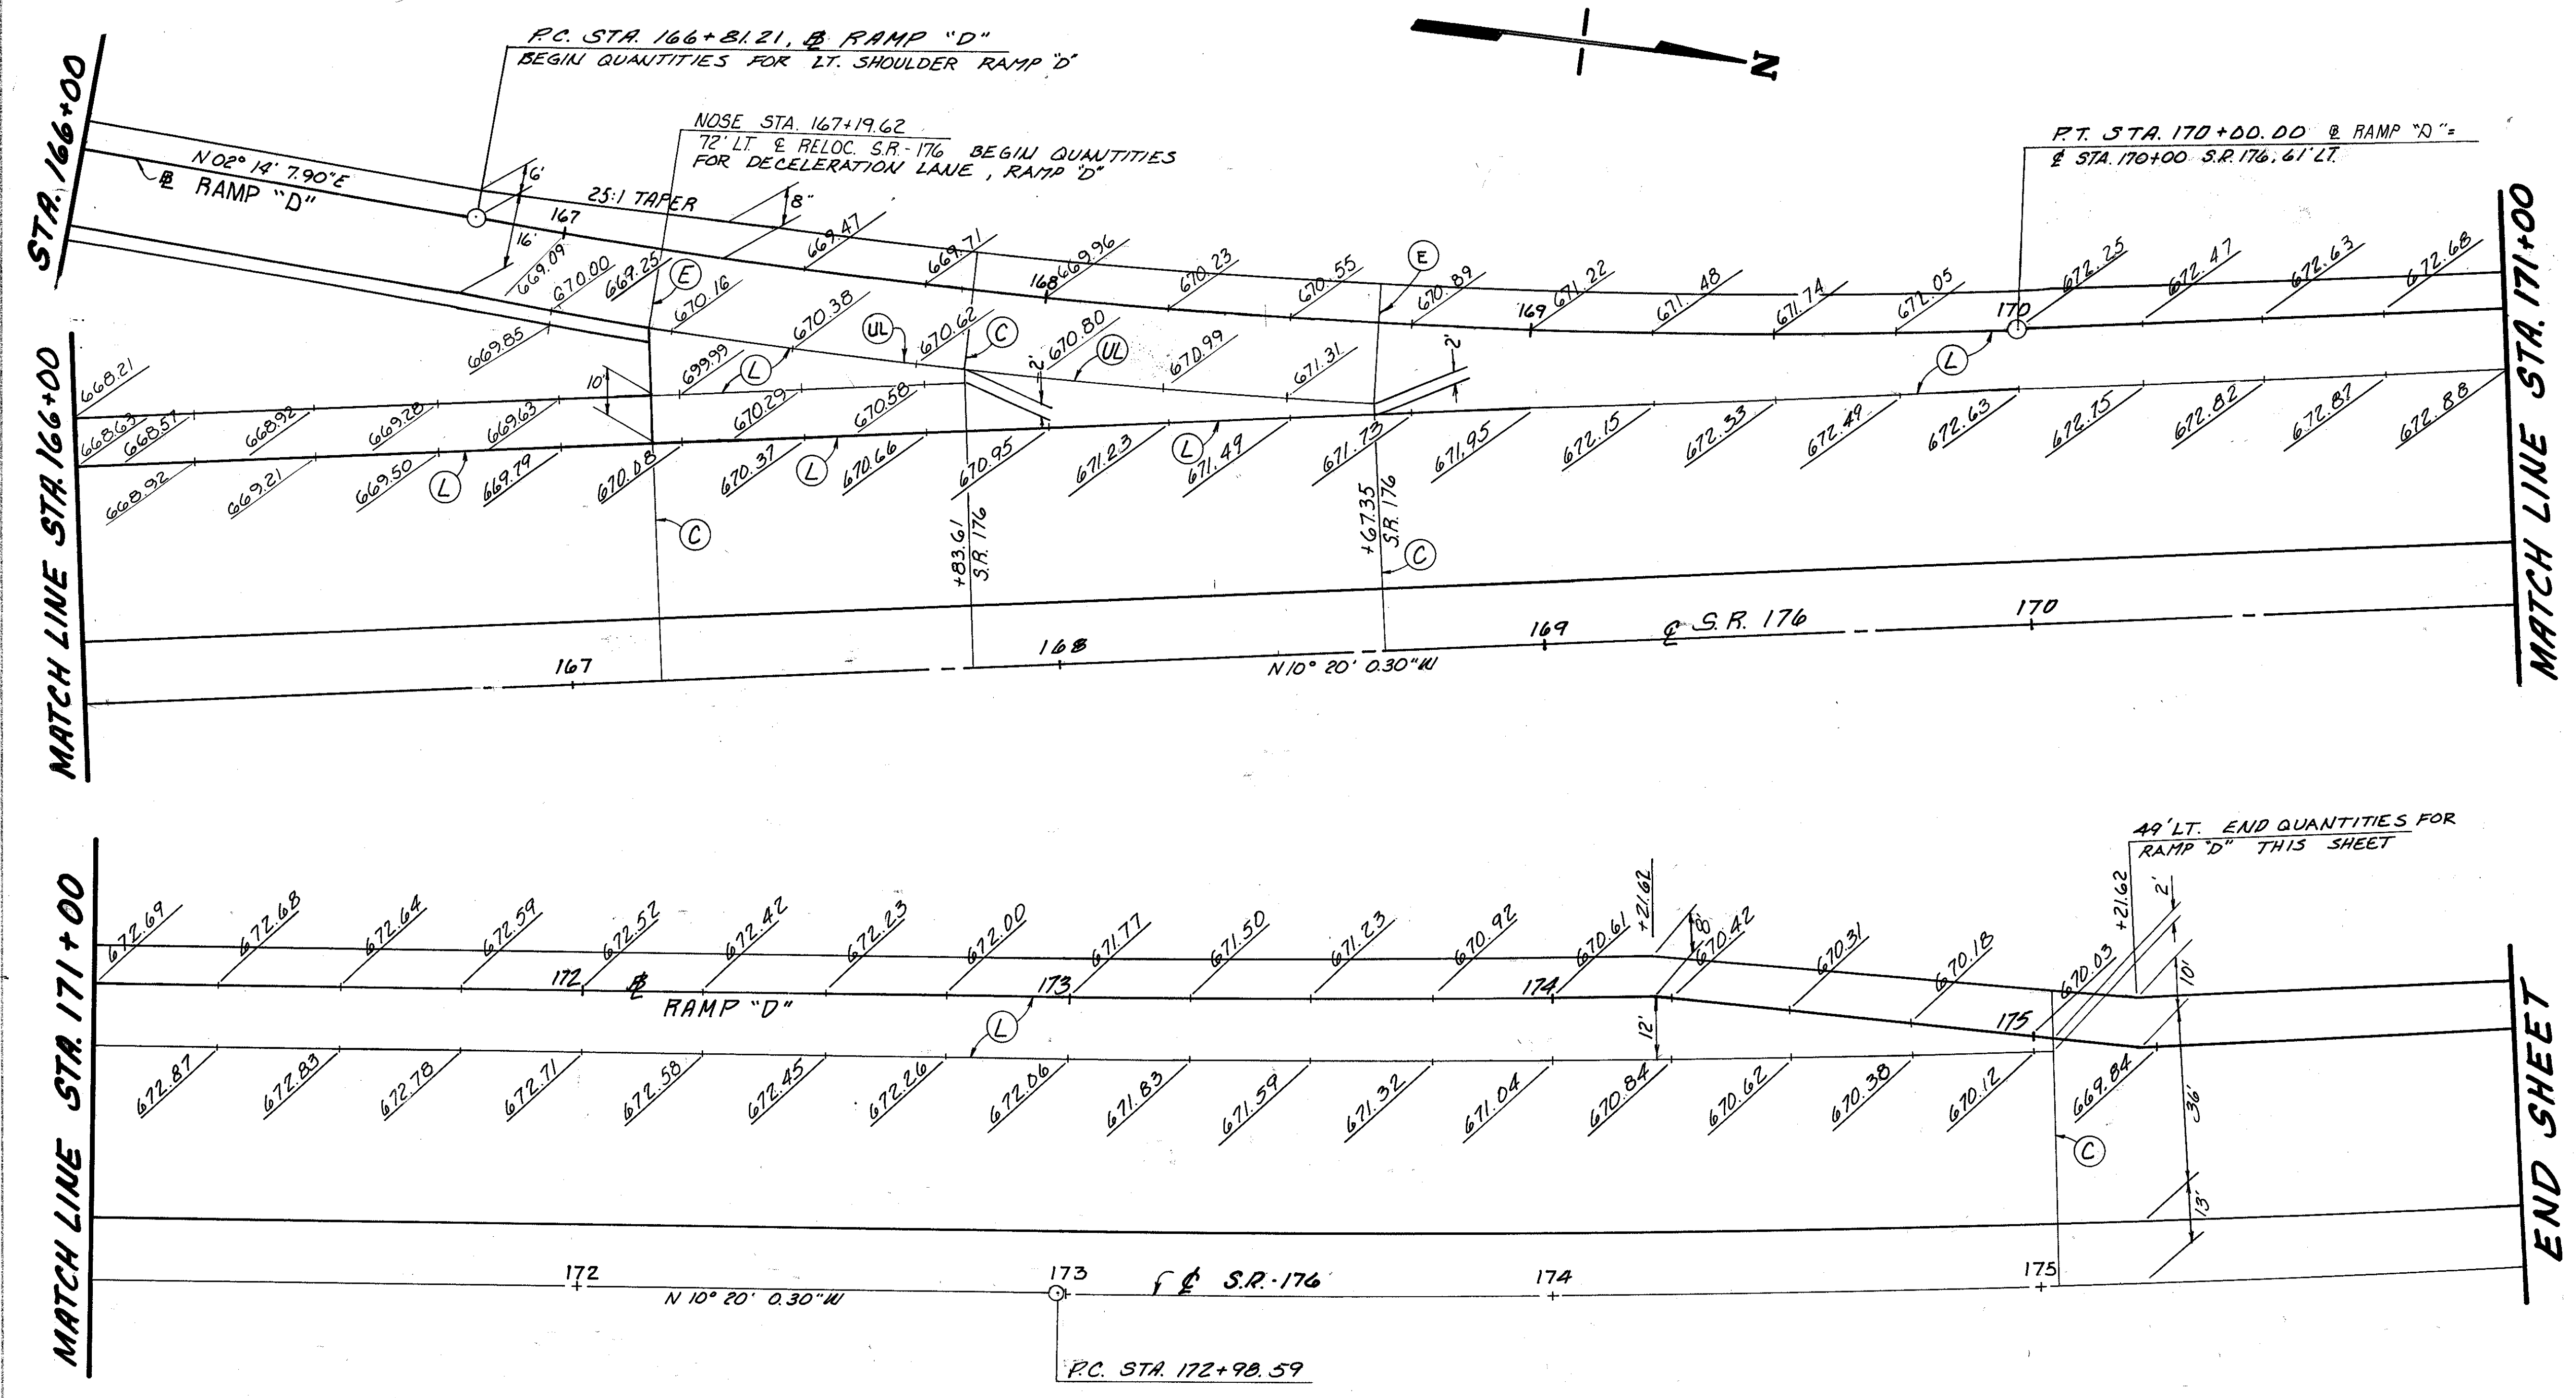 P.C. STA. 166+81.21, ℄ RAMP "D"
BEGIN QUANTITIES FOR LT. SHOULDER RAMP "D"
NOSE STA. 167+19.62
72' LT. ℄ RELOC. S.R.-176 BEGIN QUANTITIES
FOR DECELERATION LANE, RAMP "D"
N
P.T. STA. 170+00.00 ℄ RAMP "D"=
℄ STA. 170+00 S.R. 176, 61' LT.
STA. 166+00
N 02° 14' 7.90" E
RAMP "D"
6'
16'
25:1 TAPER
8"
167
168
169
170
669.09
669.25
669.47
669.71
669.96
670.23
670.55
670.89
671.22
671.48
671.74
672.05
672.25
672.47
672.63
672.68
E
E
670.00
670.16
670.38
670.62
670.80
670.99
671.31
UL
C
UL
2'
2'
L
L
668.21
668.57
668.92
669.28
669.63
669.85
699.99
670.29
670.58
10'
668.63
668.92
669.21
669.50
669.79
670.08
670.37
670.66
670.95
671.23
671.49
671.73
671.95
672.15
672.33
672.49
672.63
672.75
672.82
672.87
672.88
L
L
L
C
+83.61
S.R. 176
+67.35
S.R. 176
C
167
168
169
170
℄ S.R. 176
N 10° 20' 0.30" W
MATCH LINE STA. 166+00
MATCH LINE STA. 171+00
49' LT. END QUANTITIES FOR
RAMP "D" THIS SHEET
MATCH LINE STA. 171+00
672.69
672.68
672.64
672.59
672.52
672.42
672.23
672.00
671.77
671.50
671.23
670.92
670.61
+21.62
8'
670.42
670.31
670.18
670.03
+21.62
2'
10'
172
173
174
175
RAMP "D"
L
12'
36'
13'
672.87
672.83
672.78
672.71
672.58
672.45
672.26
672.06
671.83
671.59
671.32
671.04
670.84
670.62
670.38
670.12
669.84
C
172
173
174
175
N 10° 20' 0.30" W
℄ S.R.-176
P.C. STA. 172+98.59
END SHEET